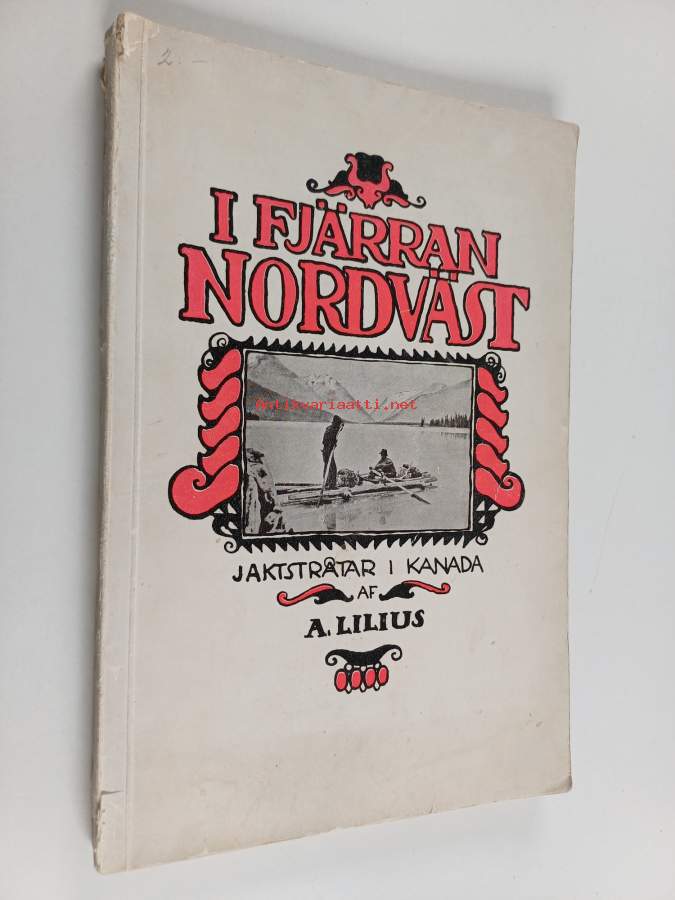 2.-
I FJÄRRAN
NORDVÄST
Antikvariaatti.net
JAKTSTRÅTAR I KANADA
AF
A. LILIUS